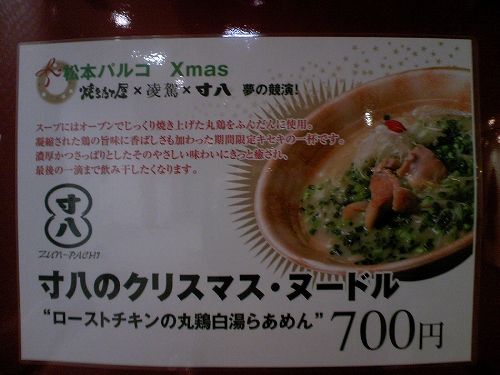 松本パルコ Xmas
焼きあご屋×凌駕×寸八 夢の競演!
スープにはオーブンでじっくり焼き上げた丸鶏をふんだんに使用。
凝縮された鶏の旨味に香ばしさも加わった期間限定キセキの一杯です。
濃厚かつさっぱりとしたそのやさしい味わいにきっと癒され、
最後の一滴まで飲み干したくなります。
寸八
ZUN-PACHI
寸八のクリスマス・ヌードル
“ローストチキンの丸鶏白湯らあめん” 700円